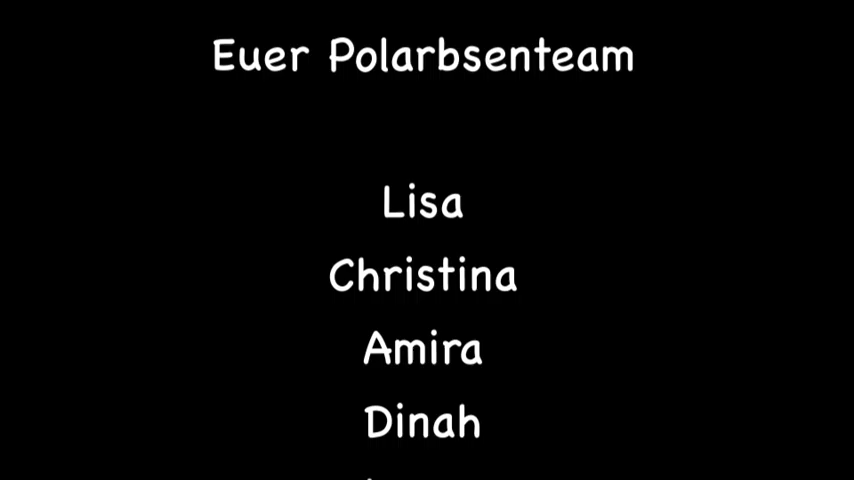 Euer Polarbsenteam
Lisa
Christina
Amira
Dinah